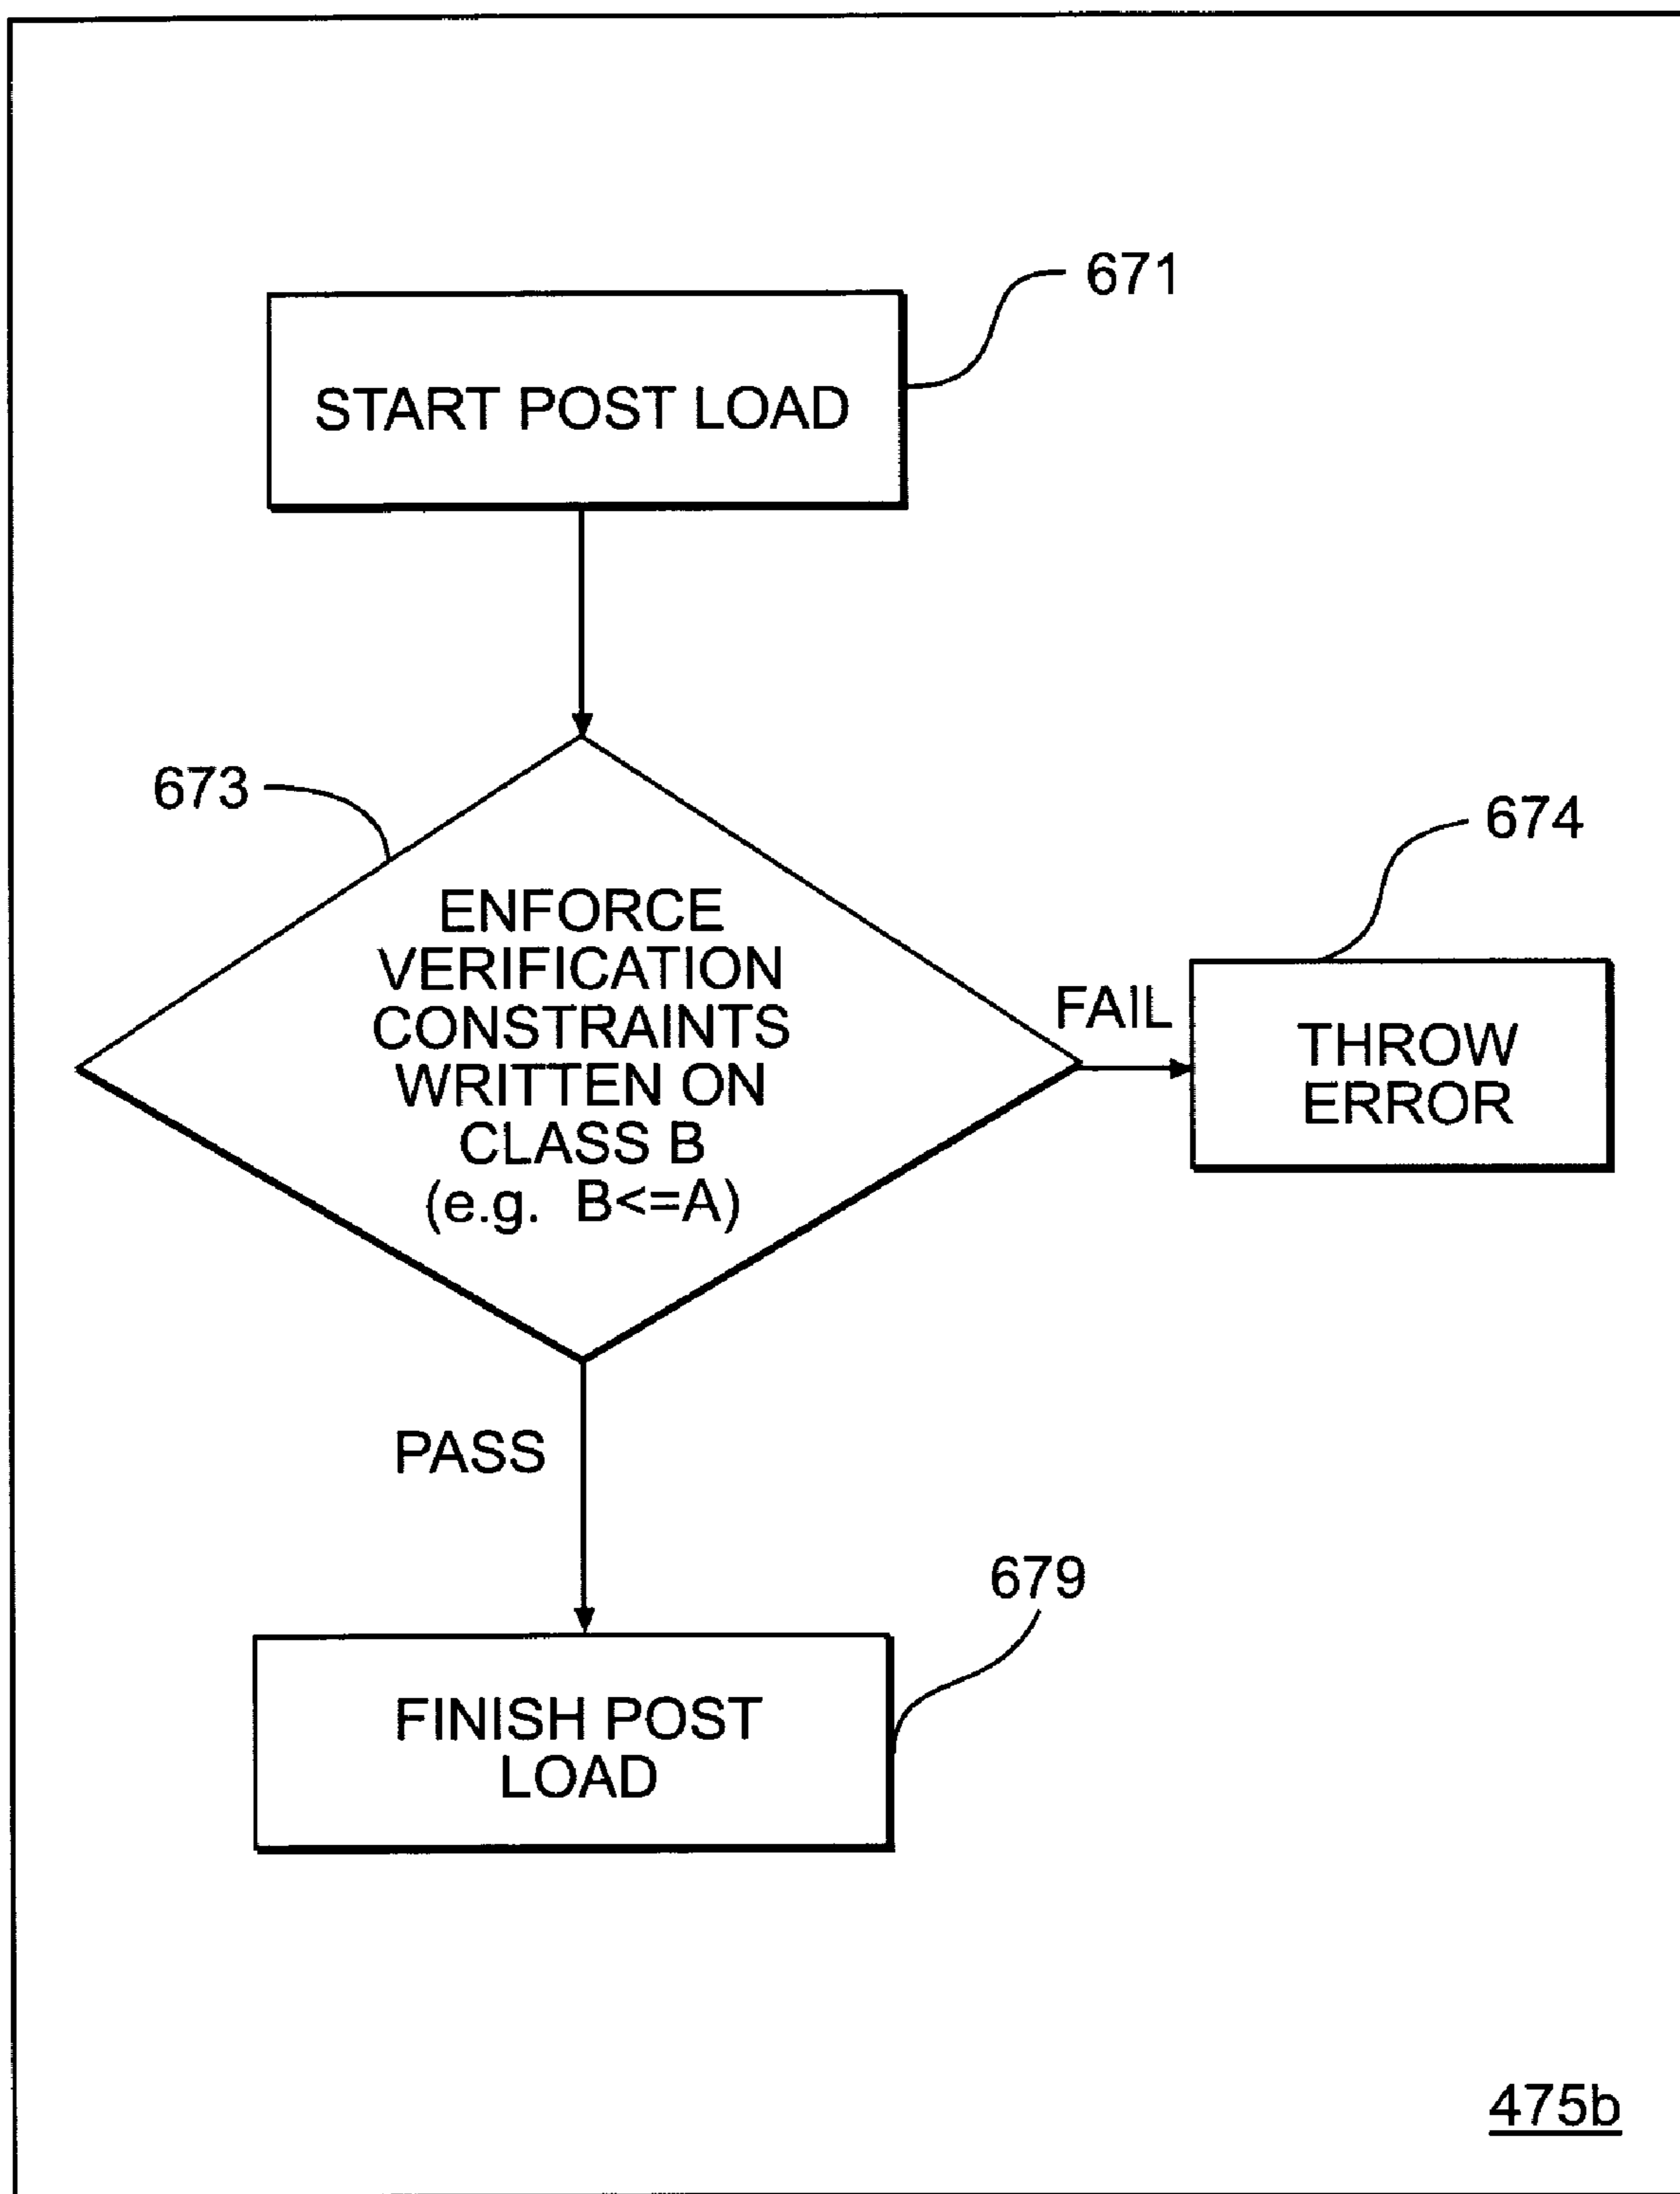 671
START POST LOAD
673
ENFORCE
VERIFICATION
CONSTRAINTS
WRITTEN ON
CLASS B
(e.g. B<=A)
674
FAIL
THROW
ERROR
PASS
679
FINISH POST
LOAD
475b